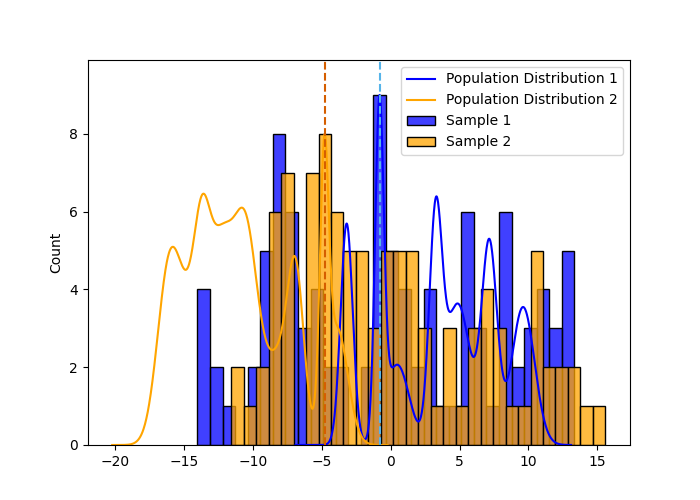 Population Distribution 1
Population Distribution 2
Sample 1
Sample 2
Count
8
6
4
2
0
−20 −15 −10 −5 0 5 10 15